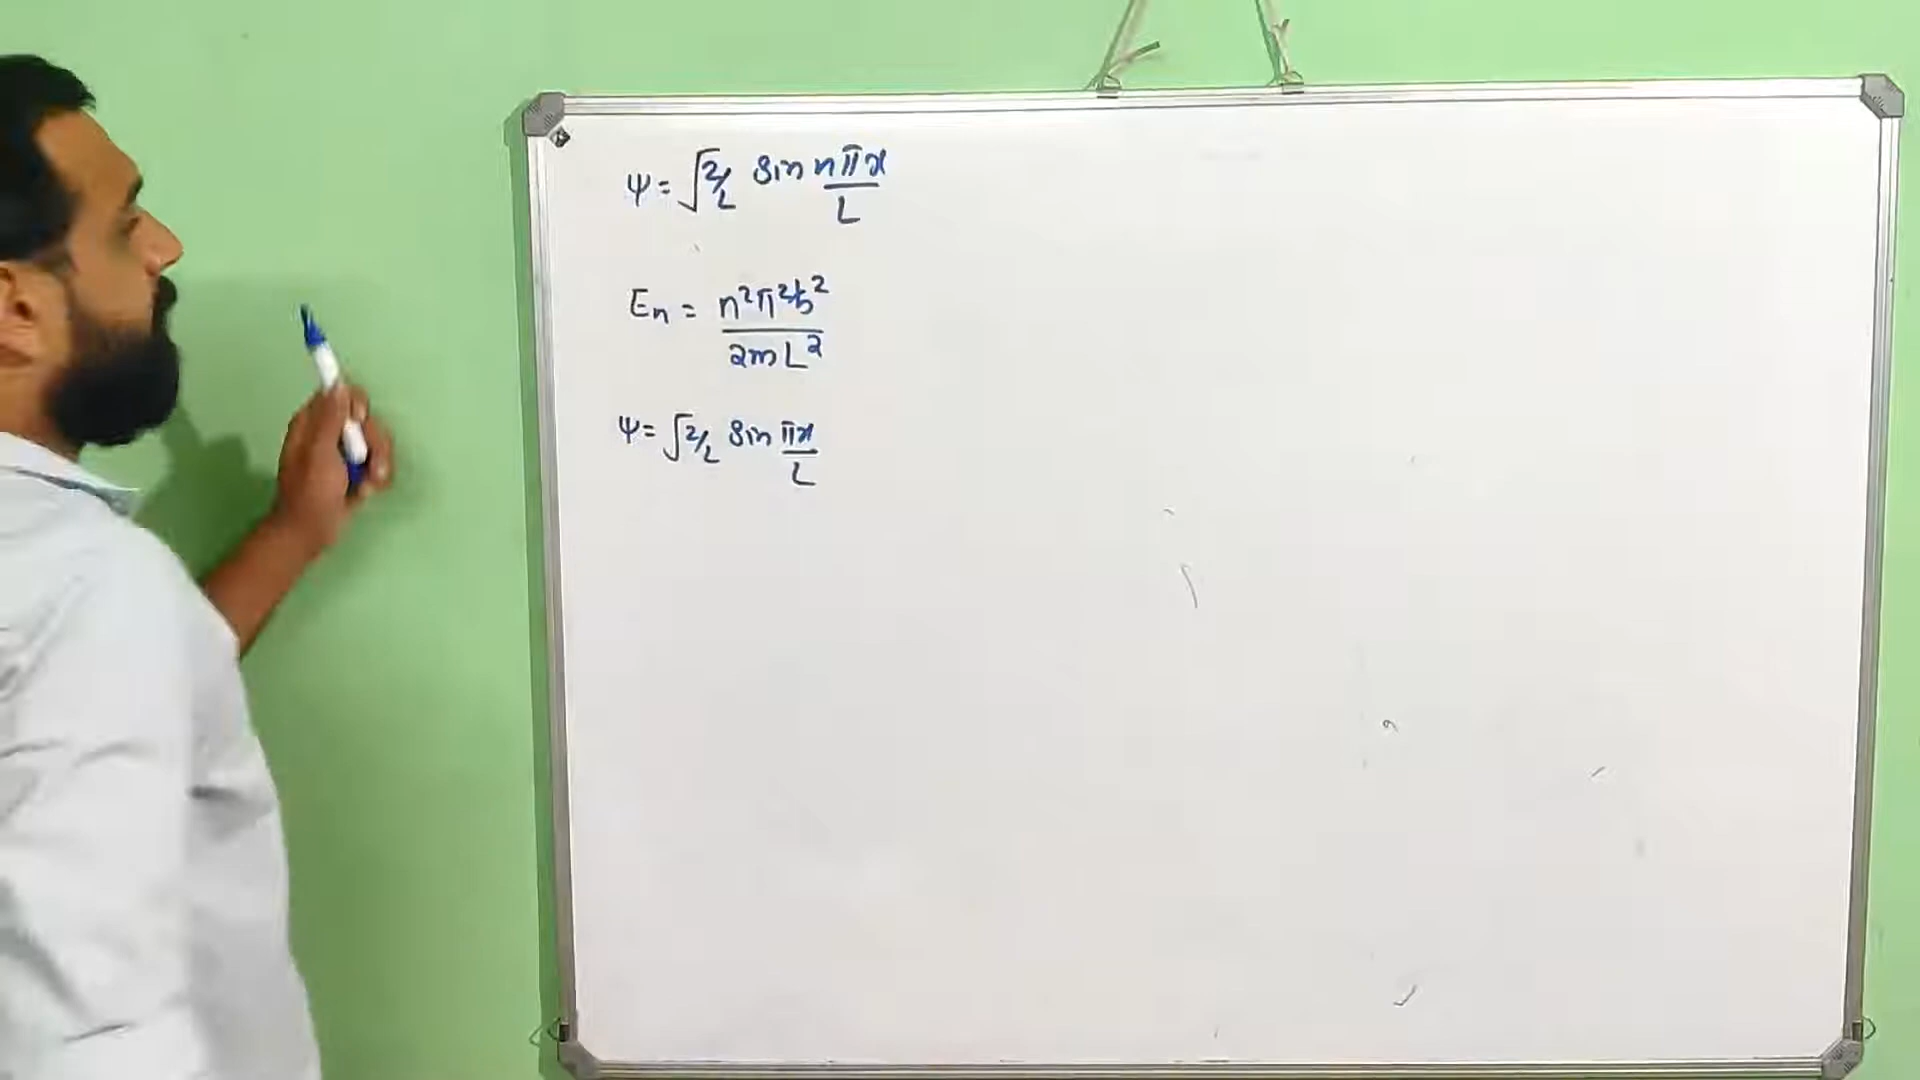 ψ = √2/L sin nπx/L
En = n²π²ħ²/2mL²
ψ = √2/L sin πx/L